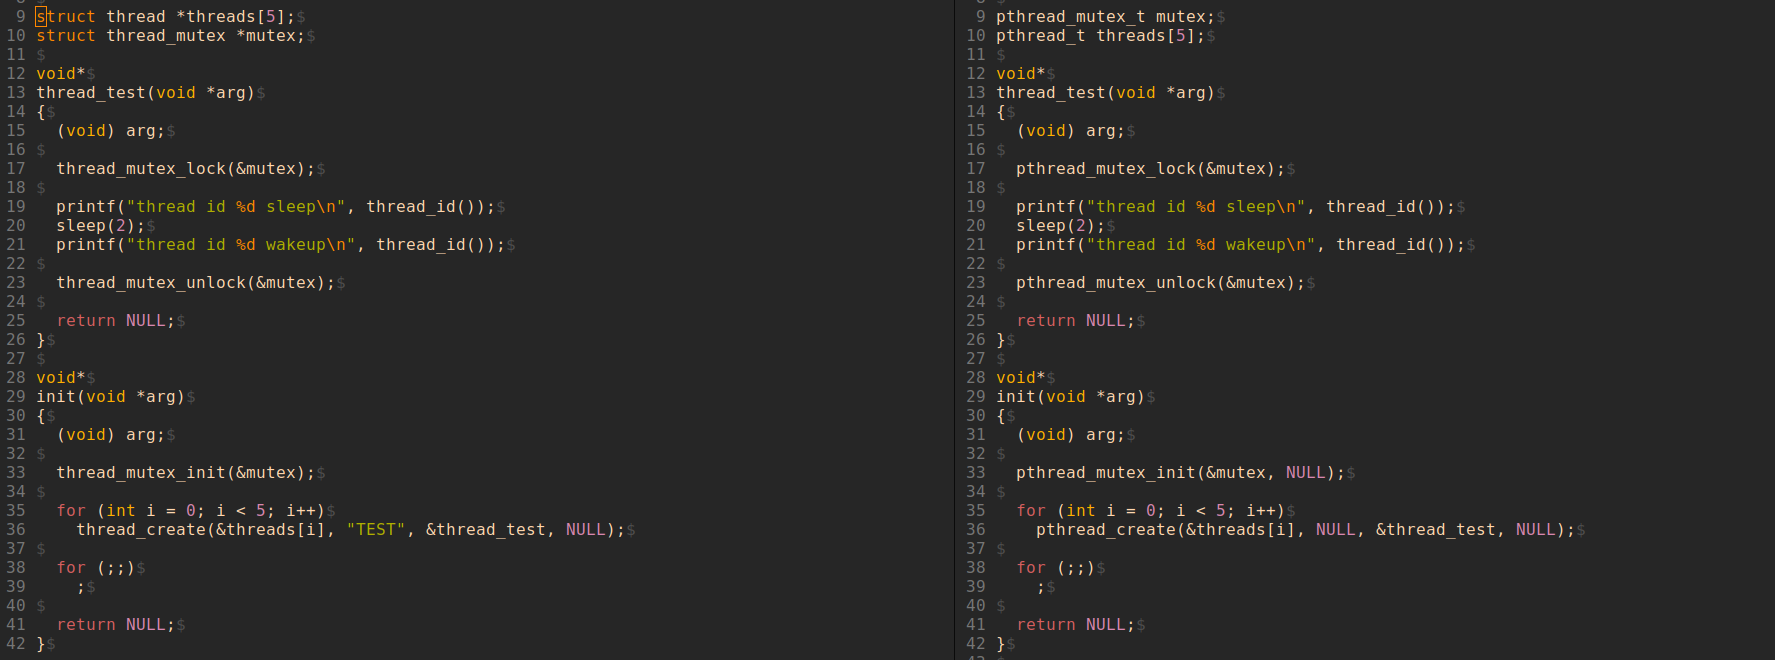 9 struct thread *threads[5];$
10 struct thread_mutex *mutex;$
11 $
12 void*$
13 thread_test(void *arg)$
14 {$
15   (void) arg;$
16 $
17   thread_mutex_lock(&mutex);$
18 $
19   printf("thread id %d sleep\n", thread_id());$
20   sleep(2);$
21   printf("thread id %d wakeup\n", thread_id());$
22 $
23   thread_mutex_unlock(&mutex);$
24 $
25   return NULL;$
26 }$
27 $
28 void*$
29 init(void *arg)$
30 {$
31   (void) arg;$
32 $
33   thread_mutex_init(&mutex);$
34 $
35   for (int i = 0; i < 5; i++)$
36     thread_create(&threads[i], "TEST", &thread_test, NULL);$
37 $
38   for (;;)$
39     ;$
40 $
41   return NULL;$
42 }$
9 pthread_mutex_t mutex;$
10 pthread_t threads[5];$
11 $
12 void*$
13 thread_test(void *arg)$
14 {$
15   (void) arg;$
16 $
17   pthread_mutex_lock(&mutex);$
18 $
19   printf("thread id %d sleep\n", thread_id());$
20   sleep(2);$
21   printf("thread id %d wakeup\n", thread_id());$
22 $
23   pthread_mutex_unlock(&mutex);$
24 $
25   return NULL;$
26 }$
27 $
28 void*$
29 init(void *arg)$
30 {$
31   (void) arg;$
32 $
33   pthread_mutex_init(&mutex, NULL);$
34 $
35   for (int i = 0; i < 5; i++)$
36     pthread_create(&threads[i], NULL, &thread_test, NULL);$
37 $
38   for (;;)$
39     ;$
40 $
41   return NULL;$
42 }$